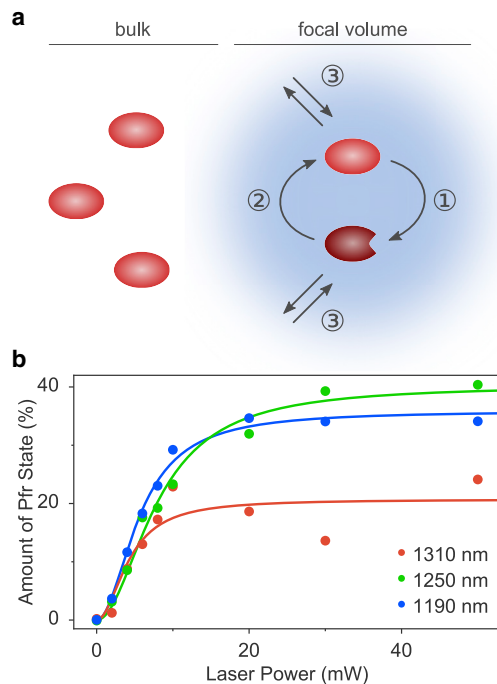 a
bulk focal volume
③
② ①
③
b
40
20
0
Amount of Pfr State (%)
1310 nm
1250 nm
1190 nm
0 20 40
Laser Power (mW)